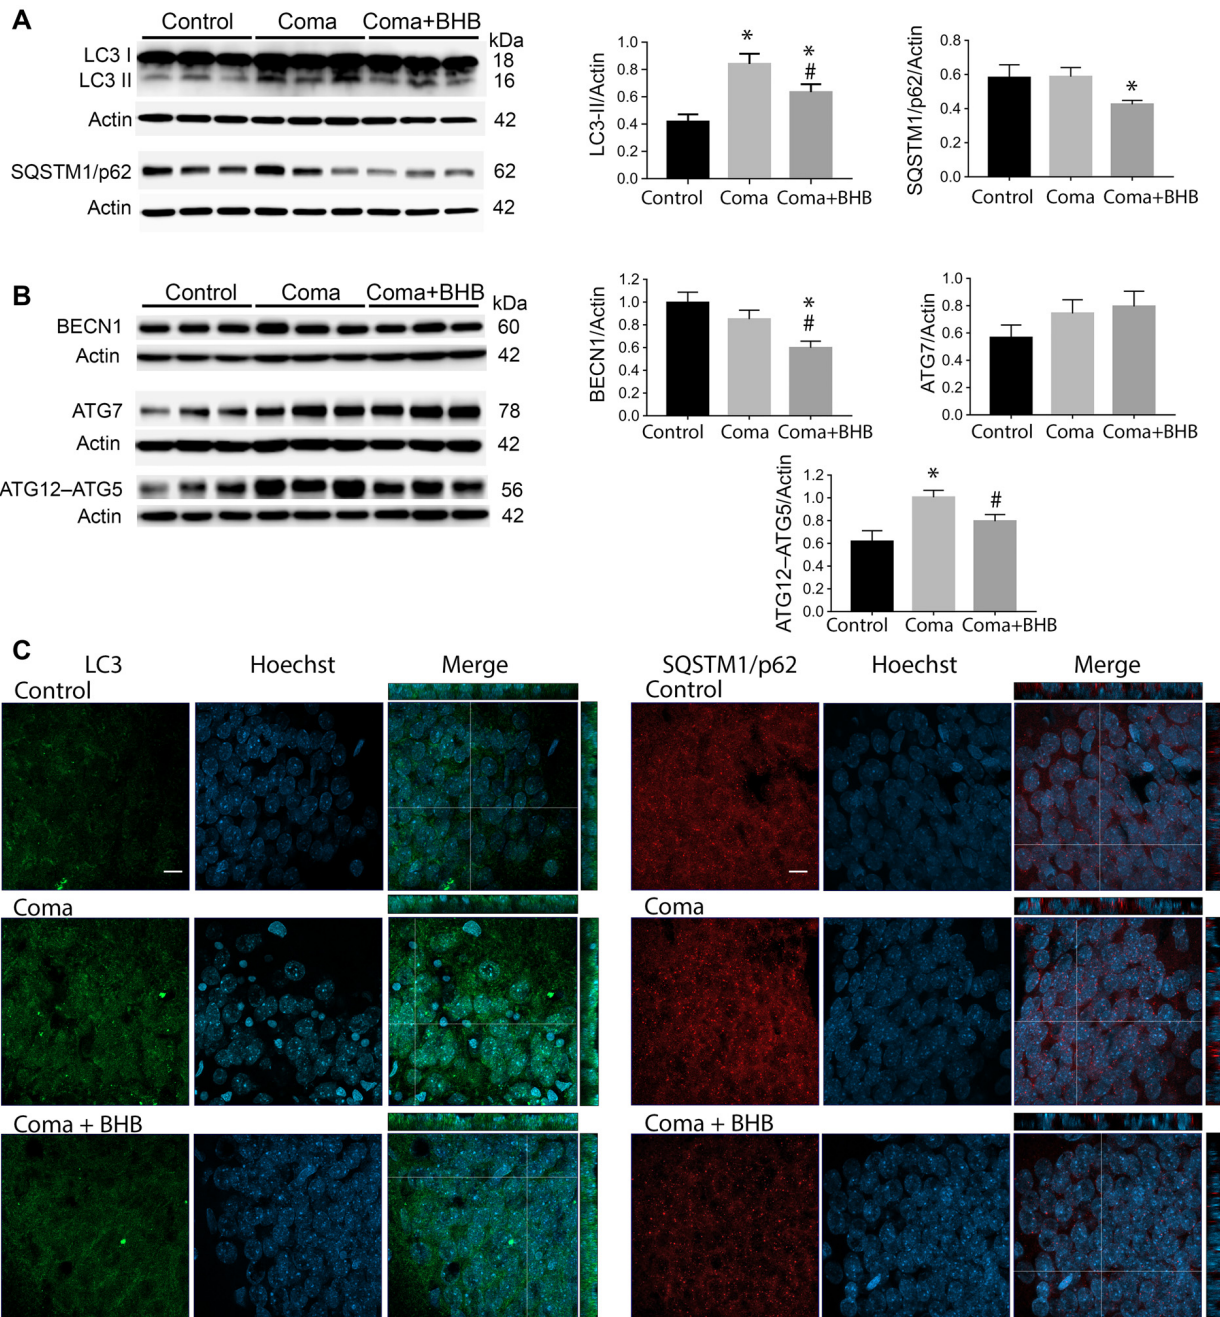 A
Control Coma Coma+BHB
kDa
LC3 I 18
LC3 II 16
Actin 42
SQSTM1/p62 62
Actin 42
LC3-II/Actin
1.0
0.8
0.6
0.4
0.2
0.0
*
*
#
Control Coma Coma+BHB
SQSTM1/p62/Actin
0.8
0.6
0.4
0.2
0.0
*
Control Coma Coma+BHB
B
Control Coma Coma+BHB
kDa
BECN1 60
Actin 42
ATG7 78
Actin 42
ATG12–ATG5 56
Actin 42
BECN1/Actin
1.2
1.0
0.8
0.6
0.4
0.2
0.0
*
#
Control Coma Coma+BHB
ATG7/Actin
1.0
0.8
0.6
0.4
0.2
0.0
Control Coma Coma+BHB
ATG12–ATG5/Actin
1.2
1.0
0.8
0.6
0.4
0.2
0.0
*
#
Control Coma Coma+BHB
C
LC3 Hoechst Merge
Control
Coma
Coma + BHB
SQSTM1/p62 Hoechst Merge
Control
Coma
Coma + BHB